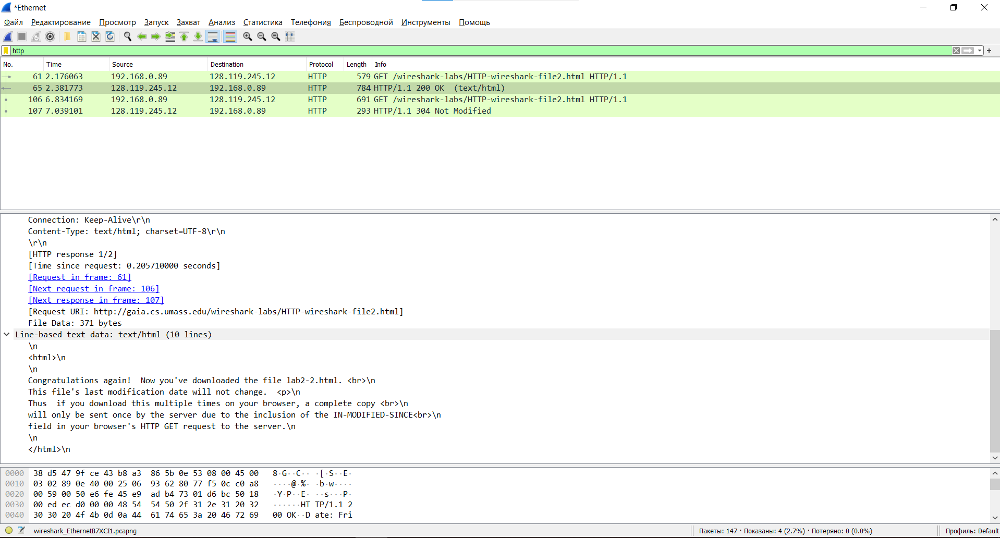 *Ethernet
Файл Редактирование Просмотр Запуск Захват Анализ Статистика Телефония Беспроводной Инструменты Помощь
http
No. Time Source Destination Protocol Length Info
61 2.176063 192.168.0.89 128.119.245.12 HTTP 579 GET /wireshark-labs/HTTP-wireshark-file2.html HTTP/1.1
65 2.381773 128.119.245.12 192.168.0.89 HTTP 784 HTTP/1.1 200 OK  (text/html)
106 6.834169 192.168.0.89 128.119.245.12 HTTP 691 GET /wireshark-labs/HTTP-wireshark-file2.html HTTP/1.1
107 7.039101 128.119.245.12 192.168.0.89 HTTP 293 HTTP/1.1 304 Not Modified
Connection: Keep-Alive\r\n
Content-Type: text/html; charset=UTF-8\r\n
\r\n
[HTTP response 1/2]
[Time since request: 0.205710000 seconds]
[Request in frame: 61]
[Next request in frame: 106]
[Next response in frame: 107]
[Request URI: http://gaia.cs.umass.edu/wireshark-labs/HTTP-wireshark-file2.html]
File Data: 371 bytes
Line-based text data: text/html (10 lines)
\n
<html>\n
\n
Congratulations again!  Now you've downloaded the file lab2-2.html. <br>\n
This file's last modification date will not change.  <p>\n
Thus  if you download this multiple times on your browser, a complete copy <br>\n
will only be sent once by the server due to the inclusion of the IN-MODIFIED-SINCE<br>\n
field in your browser's HTTP GET request to the server.\n
\n
</html>\n
0000 38 d5 47 9f ce 43 b8 a3 86 5b 0e 53 08 00 45 00 8·G··C·· ·[·S··E·
0010 03 02 89 0e 40 00 25 06 93 62 80 77 f5 0c c0 a8 ····@·%· ·b·w····
0020 00 59 00 50 e6 fe 45 e9 ad b4 73 01 d6 bc 50 18 ·Y·P··E· ··s···P·
0030 00 ed ec d0 00 00 48 54 54 50 2f 31 2e 31 20 32 ······HT TP/1.1 2
0040 30 30 20 4f 4b 0d 0a 44 61 74 65 3a 20 46 72 69 00 OK··D ate: Fri
wireshark_EthernetB7XCI1.pcapng Пакеты: 147 · Показаны: 4 (2.7%) · Потеряно: 0 (0.0%) Профиль: Default